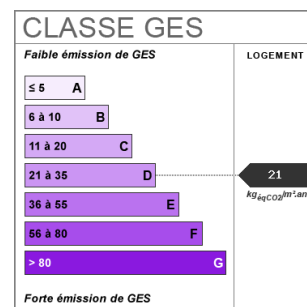 CLASSE GES
Faible émission de GES
LOGEMENT
≤ 5 A
6 à 10 B
11 à 20 C
21 à 35 D
21
kgéqCO2/m².an
36 à 55 E
56 à 80 F
> 80 G
Forte émission de GES